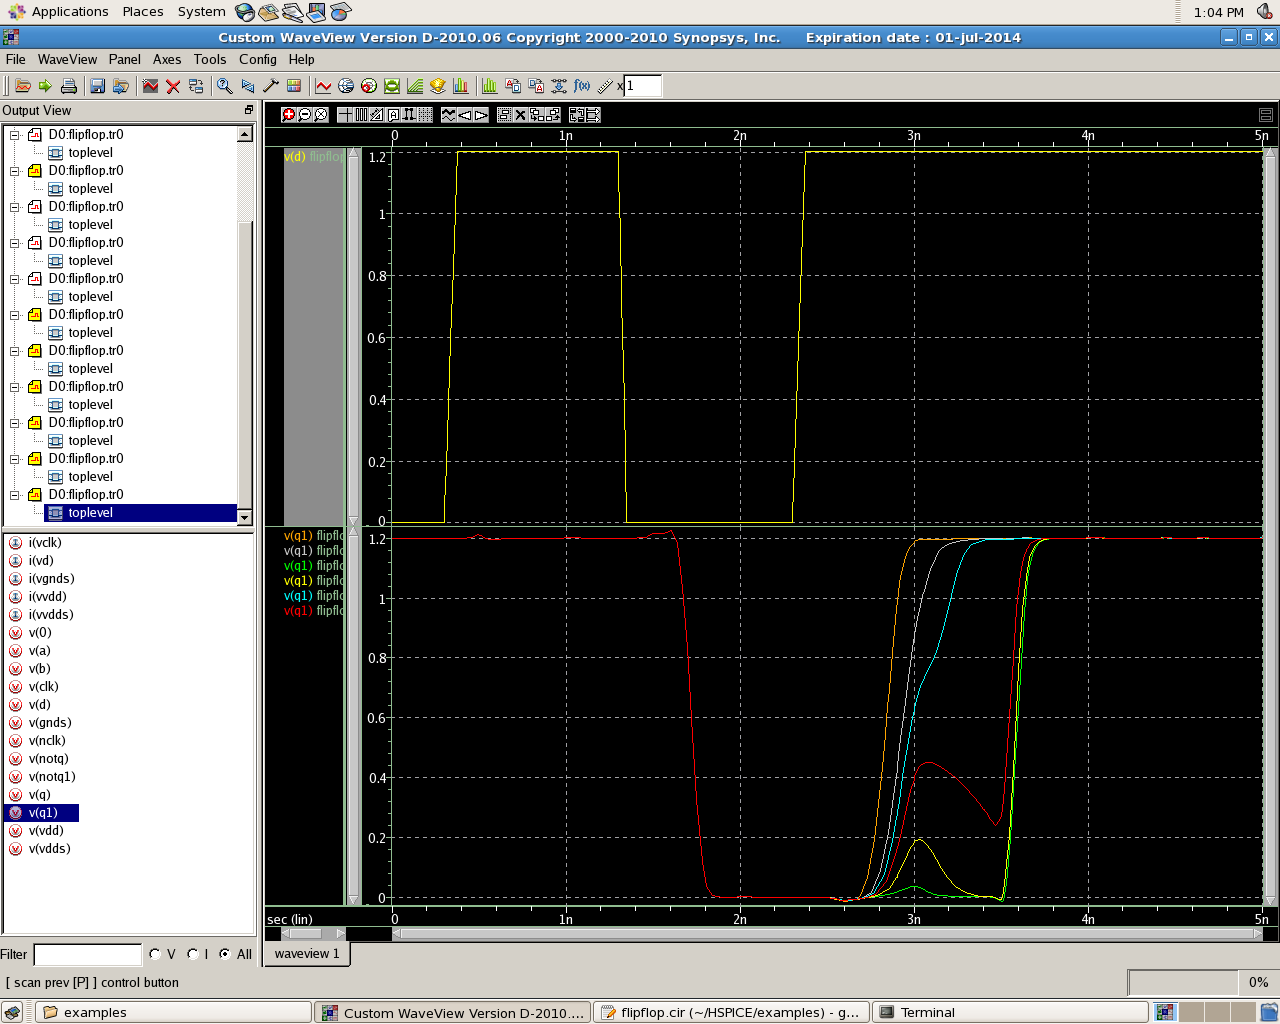 Applications Places System 1:04 PM
Custom WaveView Version D-2010.06 Copyright 2000-2010 Synopsys, Inc. Expiration date : 01-jul-2014
File WaveView Panel Axes Tools Config Help
x 1
Output View
D0:flipflop.tr0
toplevel
D0:flipflop.tr0
toplevel
D0:flipflop.tr0
toplevel
D0:flipflop.tr0
toplevel
D0:flipflop.tr0
toplevel
D0:flipflop.tr0
toplevel
D0:flipflop.tr0
toplevel
D0:flipflop.tr0
toplevel
D0:flipflop.tr0
toplevel
D0:flipflop.tr0
toplevel
D0:flipflop.tr0
toplevel
i(vclk)
i(vd)
i(vgnds)
i(vvdd)
i(vvdds)
v(0)
v(a)
v(b)
v(clk)
v(d)
v(gnds)
v(nclk)
v(notq)
v(notq1)
v(q)
v(q1)
v(vdd)
v(vdds)
Filter V I All
0 1n 2n 3n 4n 5n
v(d) flipflop
1.2
1
0.8
0.6
0.4
0.2
0
v(q1) flipflo
v(q1) flipflo
v(q1) flipflo
v(q1) flipflo
v(q1) flipflo
v(q1) flipflo
1.2
1
0.8
0.6
0.4
0.2
0
sec (lin) 0 1n 2n 3n 4n 5n
waveview 1
[ scan prev [P] ] control button 0%
examples Custom WaveView Version D-2010.... flipflop.cir (~/HSPICE/examples) - g... Terminal